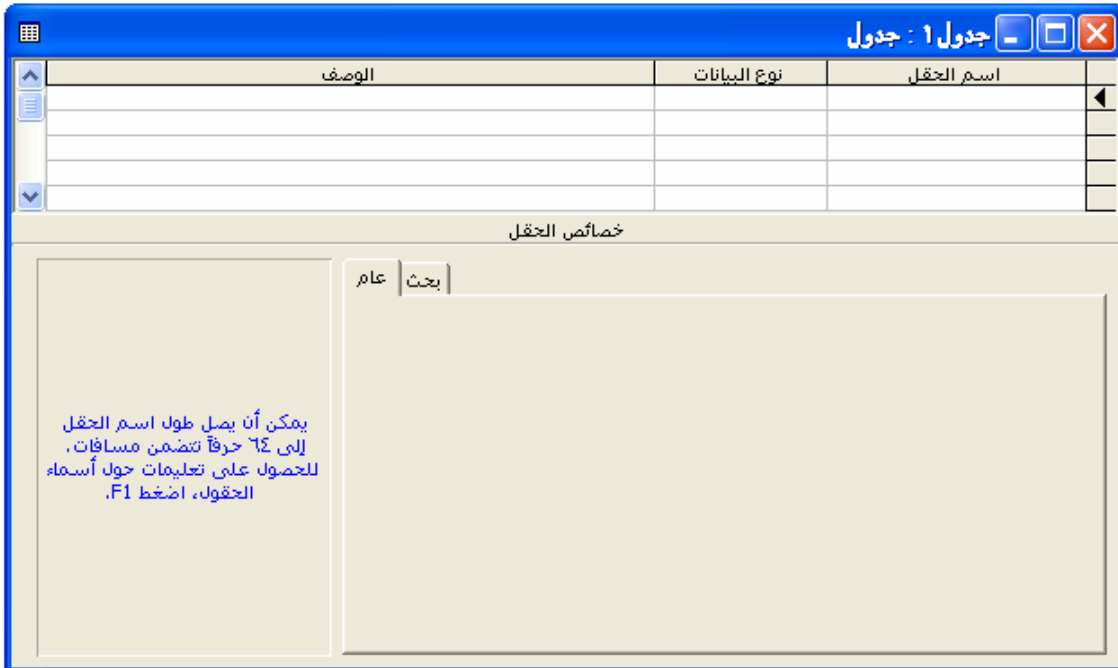 جدول١ : جدول
اسم الحقل نوع البيانات الوصف
خصائص الحقل
عام بحث
يمكن أن يصل طول اسم الحقل
إلى ٦٤ حرفاً تتضمن مسافات.
للحصول على تعليمات حول أسماء
الحقول، اضغط F1.